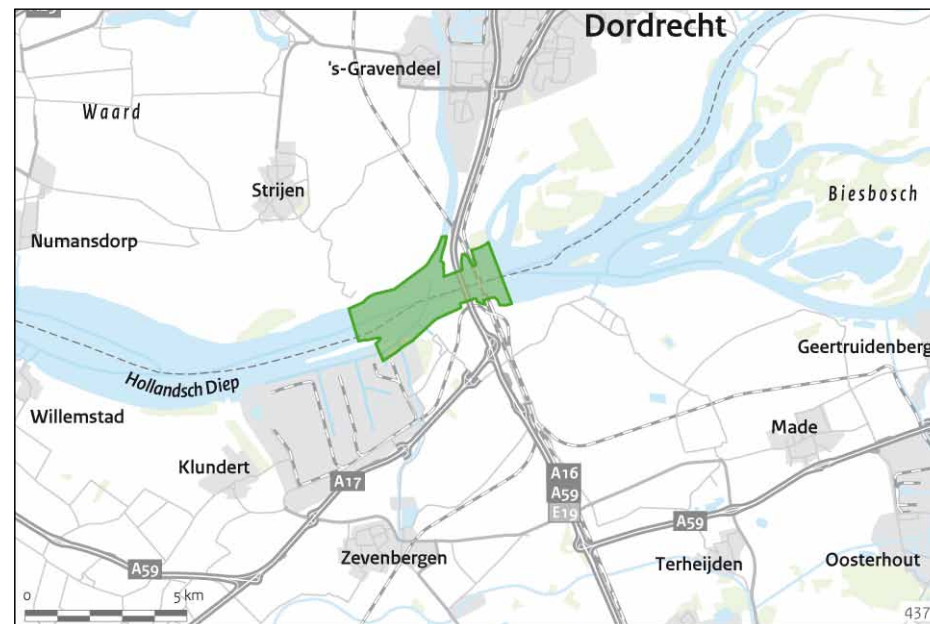 Dordrecht
's-Gravendeel
Waard
Strijen
Biesbosch
Numansdorp
Geertruidenberg
Hollandsch Diep
Willemstad
Made
Klundert
A17
A16
A59
E19
A59
Zevenbergen
Terheijden
Oosterhout
A59
0 5 km
437